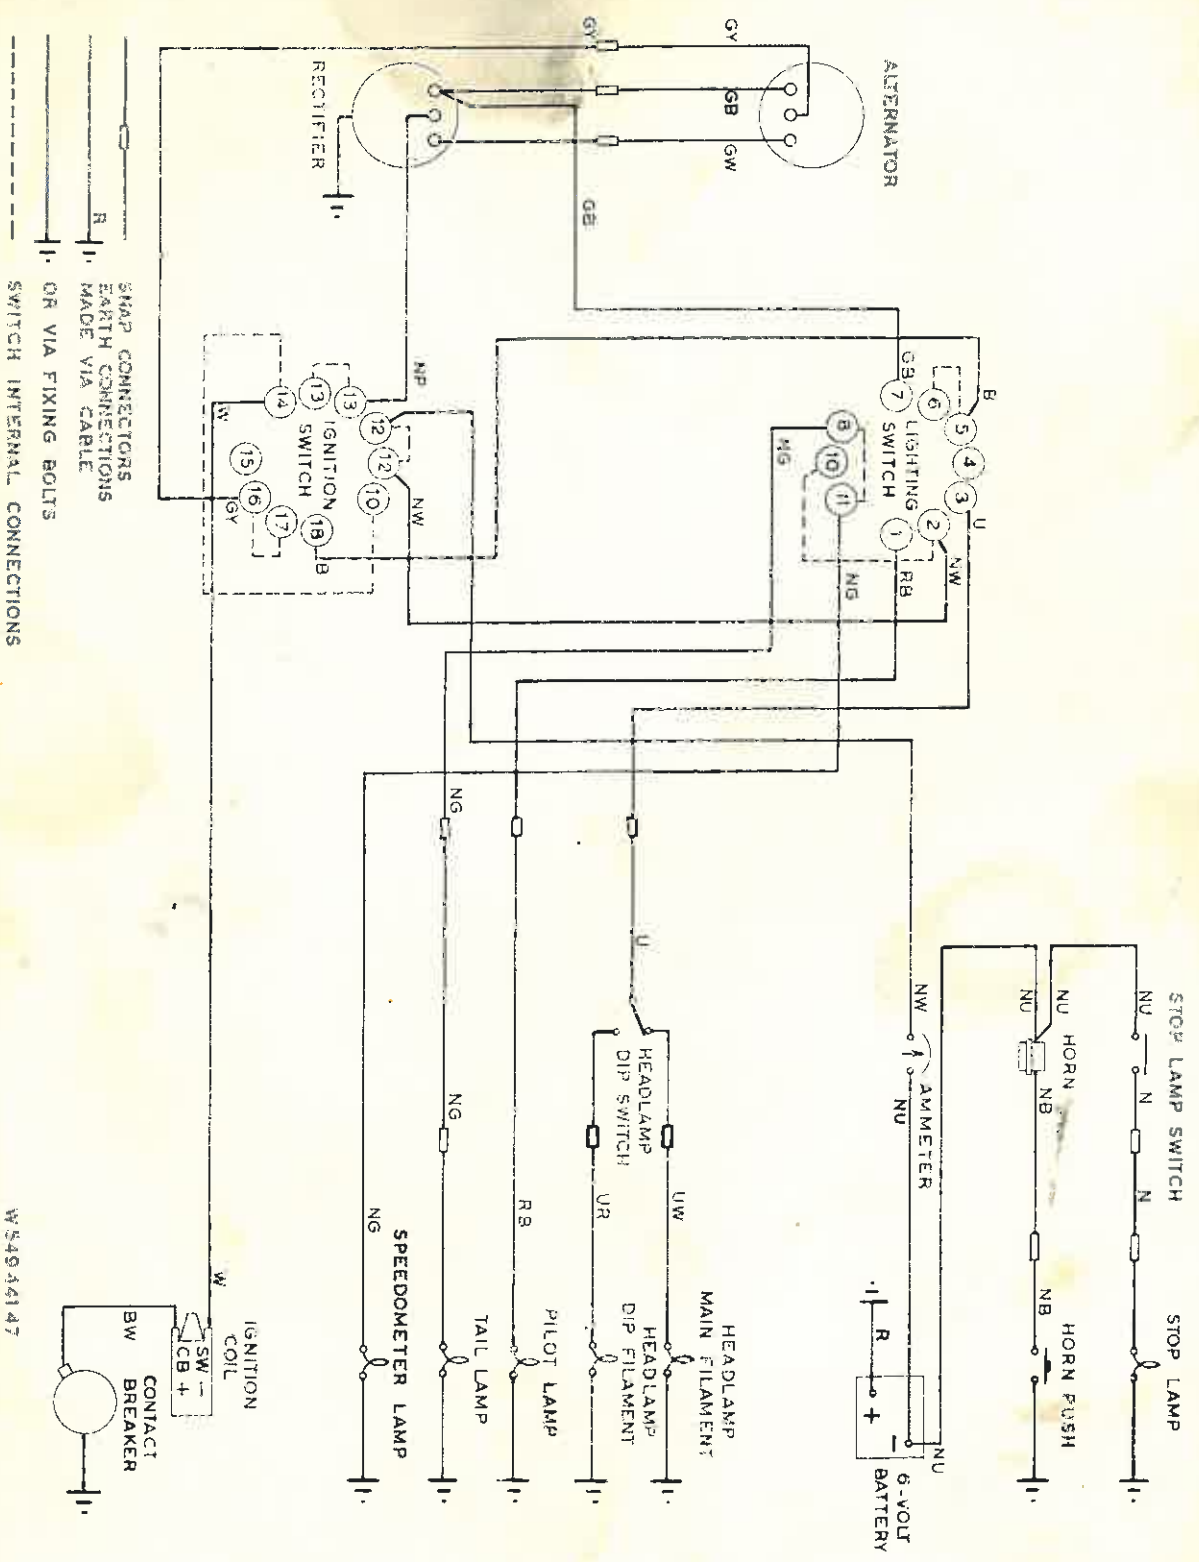 STOP LAMP SWITCH
STOP LAMP
NU
N
N
HORN
HORN PUSH
NU
NU
NB
NB
NW
AMMETER
NU
NU
R
+
−
6-VOLT
BATTERY
ALTERNATOR
GY
GB
GW
GY
RECTIFIER
GB
NP
GB
7
6
5
4
3
2
1
8
10
11
LIGHTING
SWITCH
B
U
NW
RB
NG
NG
14
13
13
12
12
10
15
16
17
18
IGNITION
SWITCH
W
GY
B
NW
U
HEADLAMP
DIP SWITCH
UW
UR
HEADLAMP
MAIN FILAMENT
HEADLAMP
DIP FILAMENT
RB
PILOT LAMP
NG
NG
TAIL LAMP
NG
SPEEDOMETER LAMP
W
IGNITION
COIL
SW −
CB +
BW
CONTACT
BREAKER
SNAP CONNECTORS
R
EARTH CONNECTIONS
MADE VIA CABLE
OR VIA FIXING BOLTS
SWITCH INTERNAL CONNECTIONS
W549 44147